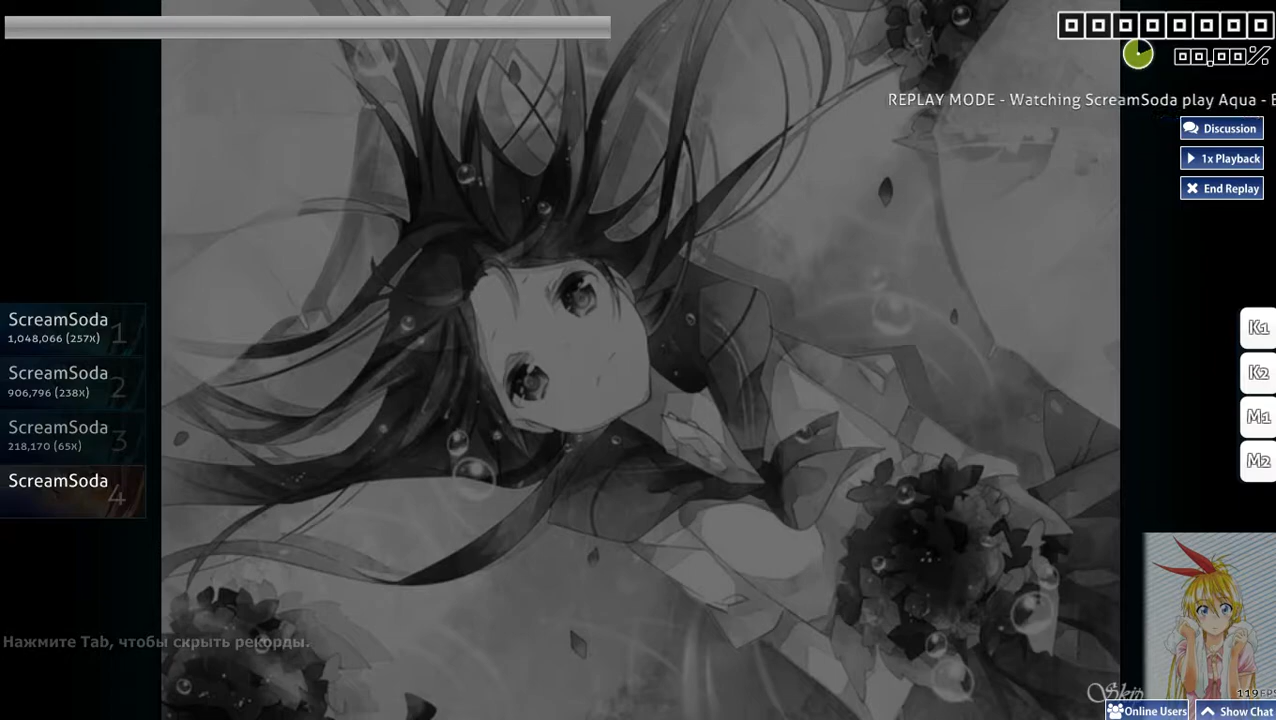 REPLAY MODE - Watching ScreamSoda play Aqua -
Discussion
1x Playback
End Replay
ScreamSoda
1,048,066 (257X)
1
ScreamSoda
906,796 (238X)
2
ScreamSoda
218,170 (65X)
3
ScreamSoda
4
K1
K2
M1
M2
Нажмите Tab, чтобы скрыть рекорды.
Skip
119FPS
Online Users
Show Chat